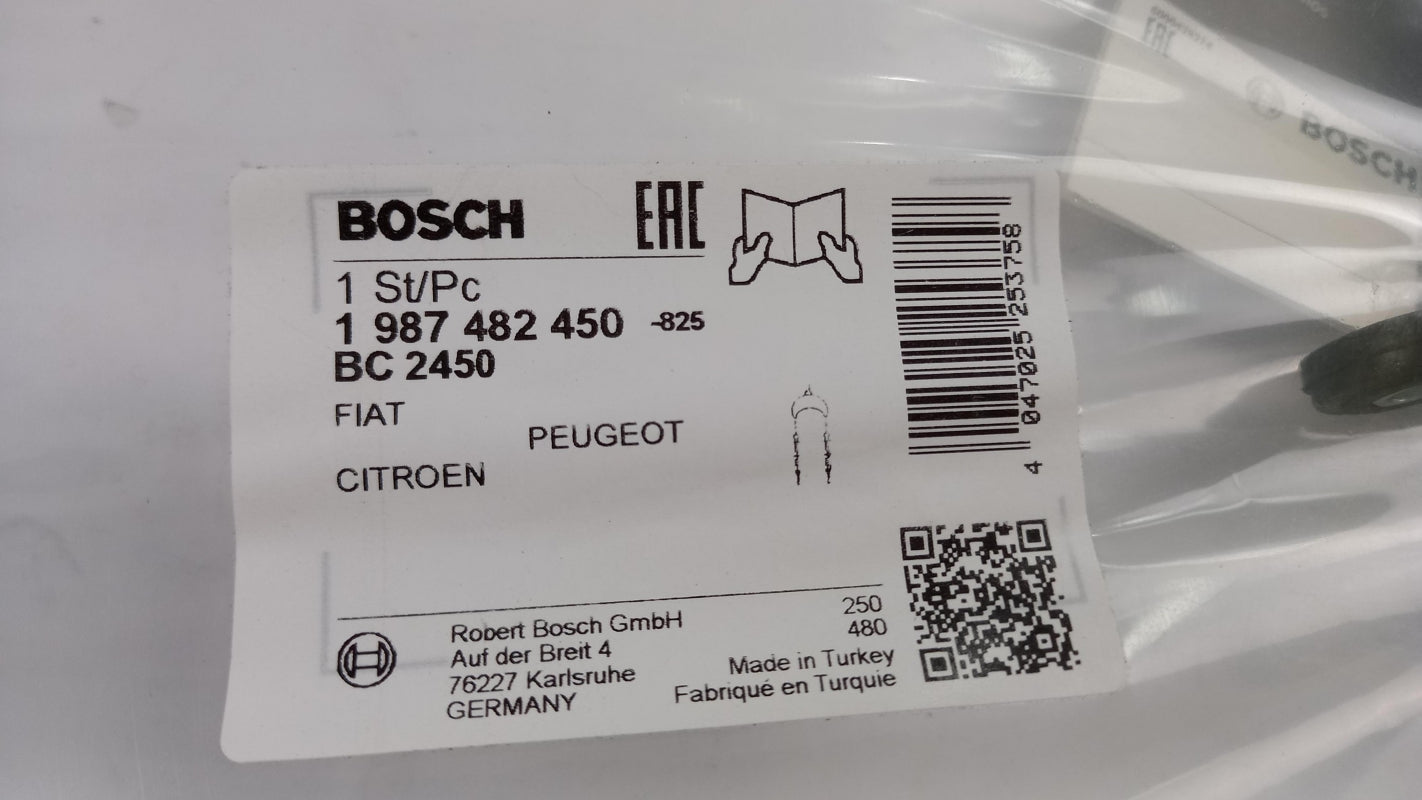 BOSCH
EAC
1 St/Pc
1 987 482 450 -825
BC 2450
FIAT
PEUGEOT
CITROEN
4 047025 253758
Robert Bosch GmbH
Auf der Breit 4
76227 Karlsruhe
GERMANY
250
480
Made in Turkey
Fabriqué en Turquie
EAC
BOSCH